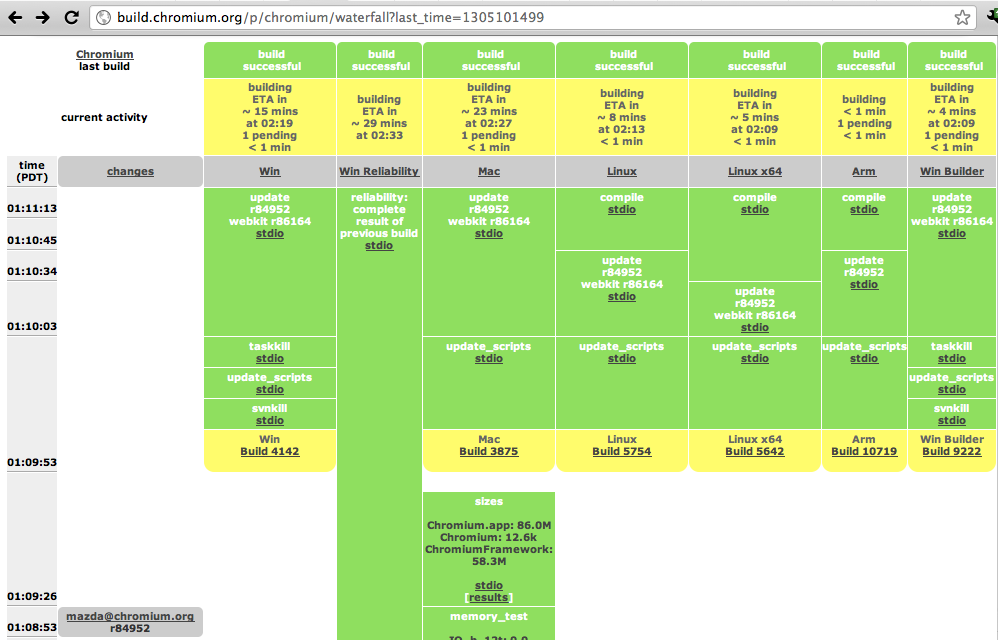 build.chromium.org/p/chromium/waterfall?last_time=1305101499
Chromium
last build
build
successful
build
successful
build
successful
build
successful
build
successful
build
successful
build
successful
current activity
building
ETA in
~ 15 mins
at 02:19
1 pending
< 1 min
building
ETA in
~ 29 mins
at 02:33
building
ETA in
~ 23 mins
at 02:27
1 pending
< 1 min
building
ETA in
~ 8 mins
at 02:13
< 1 min
building
ETA in
~ 5 mins
at 02:09
< 1 min
building
< 1 min
1 pending
< 1 min
building
ETA in
~ 4 mins
at 02:09
1 pending
< 1 min
time
(PDT)
changes
Win
Win Reliability
Mac
Linux
Linux x64
Arm
Win Builder
01:11:13
01:10:45
01:10:34
01:10:03
01:09:53
01:09:26
01:08:53
mazda@chromium.org
r84952
update
r84952
webkit r86164
stdio
taskkill
stdio
update_scripts
stdio
svnkill
stdio
Win
Build 4142
reliability:
complete
result of
previous build
stdio
update
r84952
webkit r86164
stdio
update_scripts
stdio
Mac
Build 3875
sizes
Chromium.app: 86.0M
Chromium: 12.6k
ChromiumFramework:
58.3M
stdio
[results]
memory_test
compile
stdio
update
r84952
webkit r86164
stdio
update_scripts
stdio
Linux
Build 5754
compile
stdio
update
r84952
webkit r86164
stdio
update_scripts
stdio
Linux x64
Build 5642
compile
stdio
update
r84952
stdio
update_scripts
stdio
Arm
Build 10719
update
r84952
webkit r86164
stdio
taskkill
stdio
update_scripts
stdio
svnkill
stdio
Win Builder
Build 9222